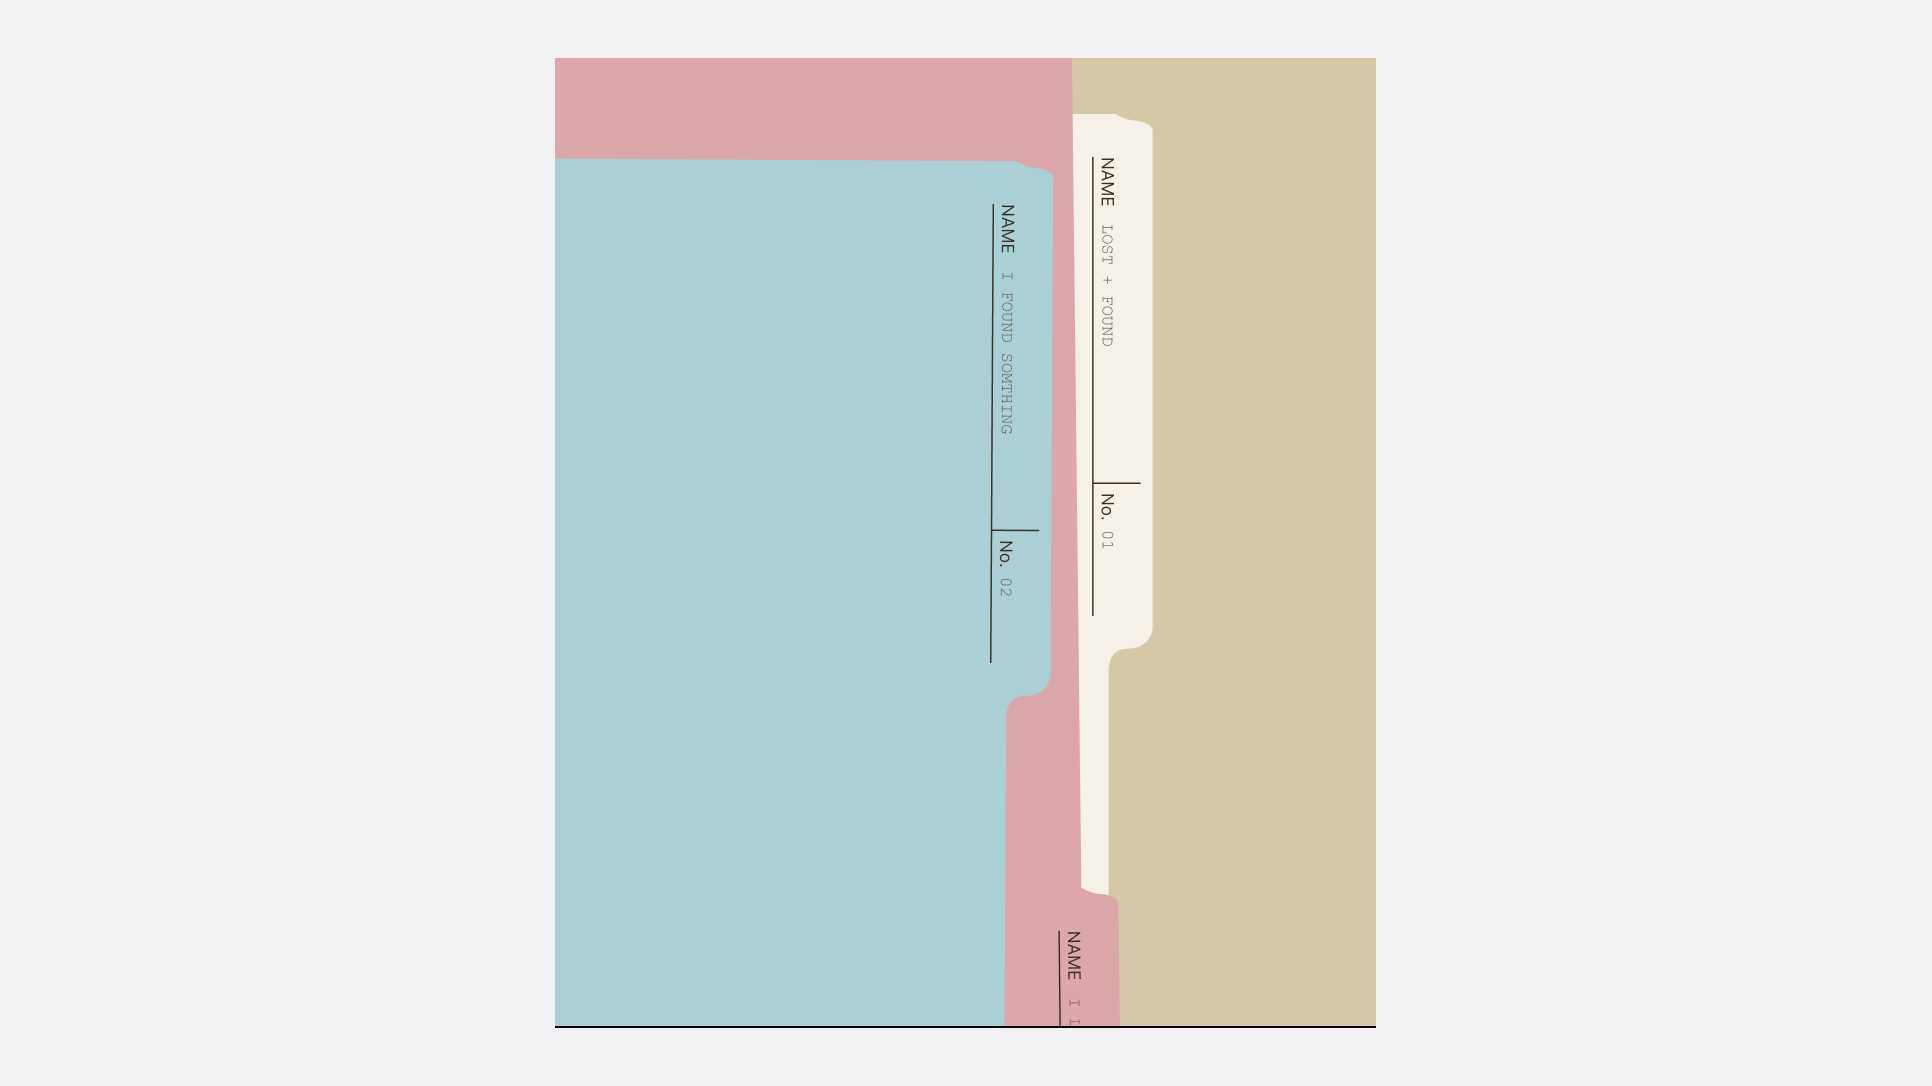 NAME LOST + FOUND
No. 01
NAME I FOUND SOMTHING
No. 02
NAME I